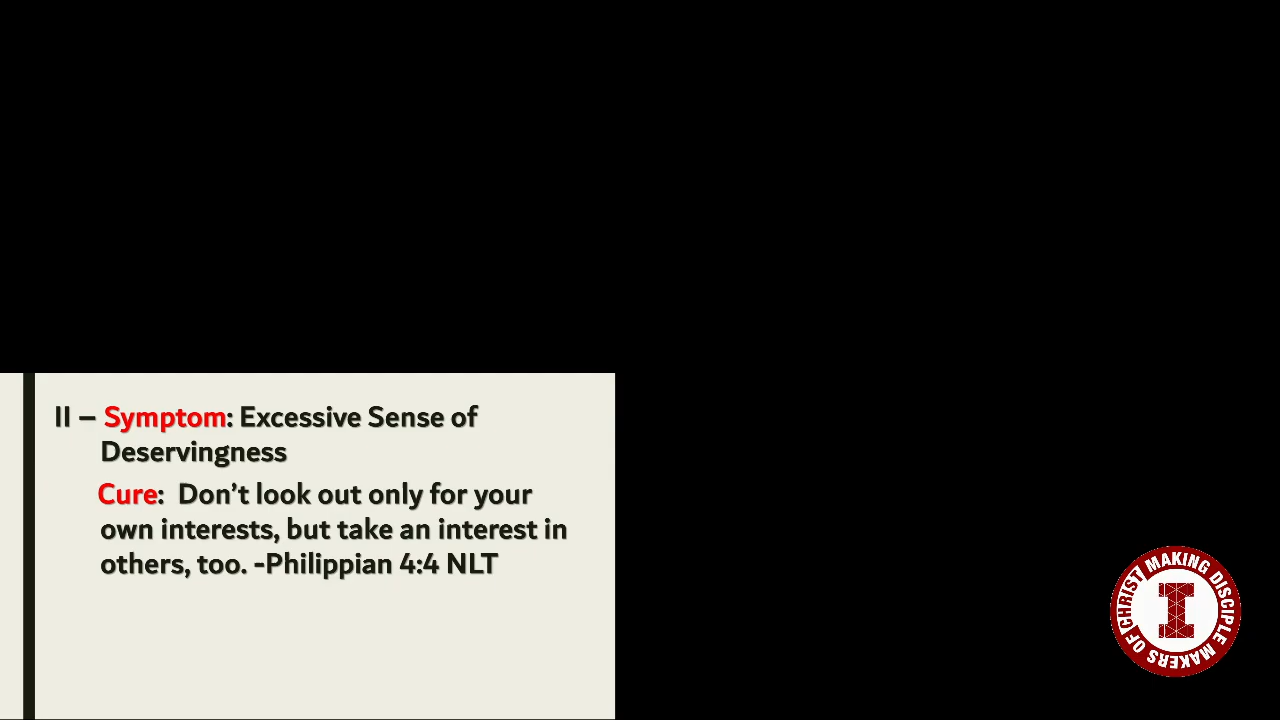 II – Symptom: Excessive Sense of
Deservingness
Cure:  Don’t look out only for your
own interests, but take an interest in
others, too. -Philippian 4:4 NLT
MAKING DISCIPLE MAKERS OF CHRIST
I